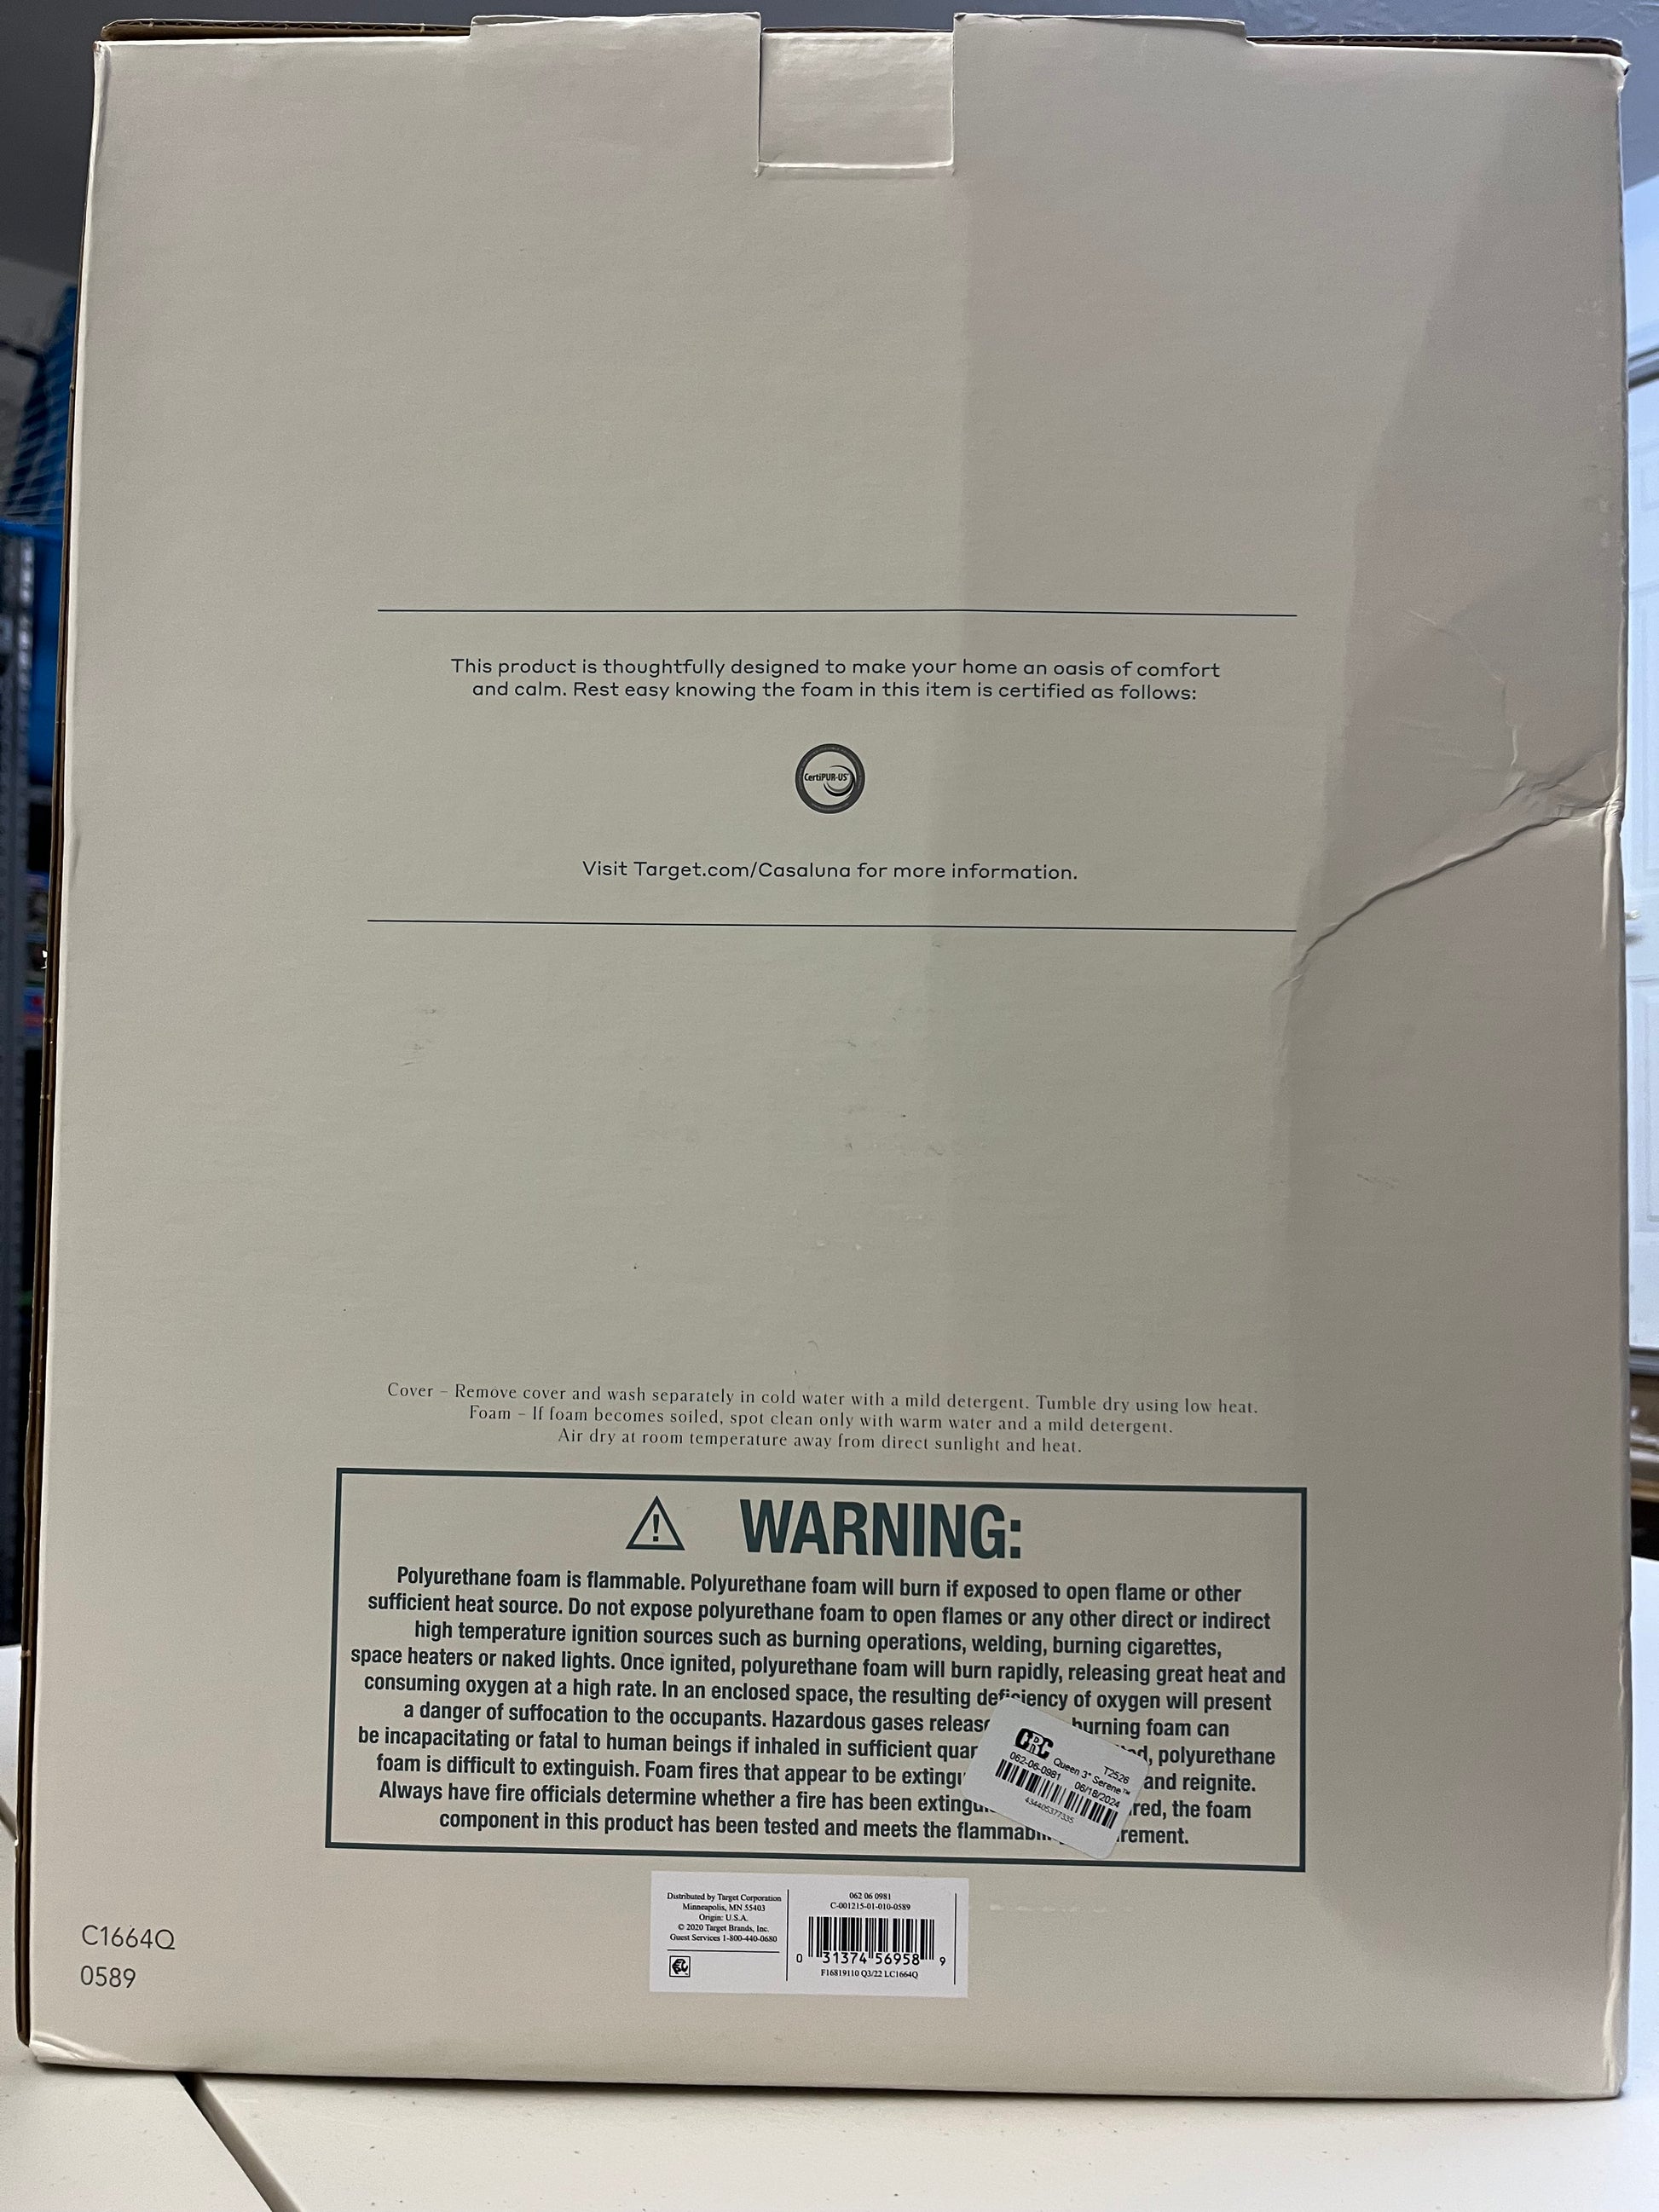 This product is thoughtfully designed to make your home an oasis of comfort
and calm. Rest easy knowing the foam in this item is certified as follows:
CertiPUR-US®
Visit Target.com/Casaluna for more information.
Cover – Remove cover and wash separately in cold water with a mild detergent. Tumble dry using low heat.
Foam – If foam becomes soiled, spot clean only with warm water and a mild detergent.
Air dry at room temperature away from direct sunlight and heat.
WARNING:
Polyurethane foam is flammable. Polyurethane foam will burn if exposed to open flame or other
sufficient heat source. Do not expose polyurethane foam to open flames or any other direct or indirect
high temperature ignition sources such as burning operations, welding, burning cigarettes,
space heaters or naked lights. Once ignited, polyurethane foam will burn rapidly, releasing great heat and
consuming oxygen at a high rate. In an enclosed space, the resulting deficiency of oxygen will present
a danger of suffocation to the occupants. Hazardous gases releas burning foam can
be incapacitating or fatal to human beings if inhaled in sufficient quan ed, polyurethane
foam is difficult to extinguish. Foam fires that appear to be extingu and reignite.
Always have fire officials determine whether a fire has been extingu red, the foam
component in this product has been tested and meets the flammabil rement.
CRC
T2526
Queen 3" Serene™
062-06-0981 06/18/2024
434405377335
Distributed by Target Corporation
Minneapolis, MN 55403
Origin: U.S.A.
© 2020 Target Brands, Inc.
Guest Services 1-800-440-0680
062 06 0981
C-001215-01-010-0589
0 31374 56958 9
F16819110 Q3/22 LC1664Q
C1664Q
0589